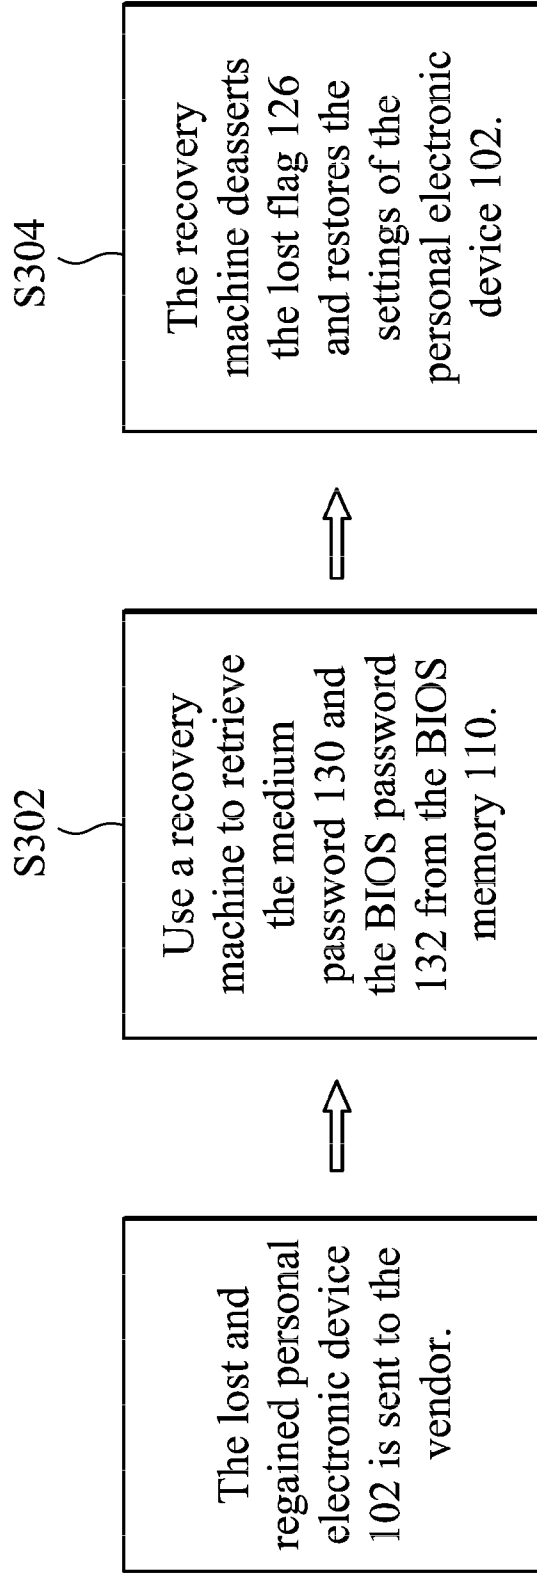 The lost and
regained personal
electronic device
102 is sent to the
vendor.
S302
Use a recovery
machine to retrieve
the medium
password 130 and
the BIOS password
132 from the BIOS
memory 110.
S304
The recovery
machine deasserts
the lost flag 126
and restores the
settings of the
personal electronic
device 102.